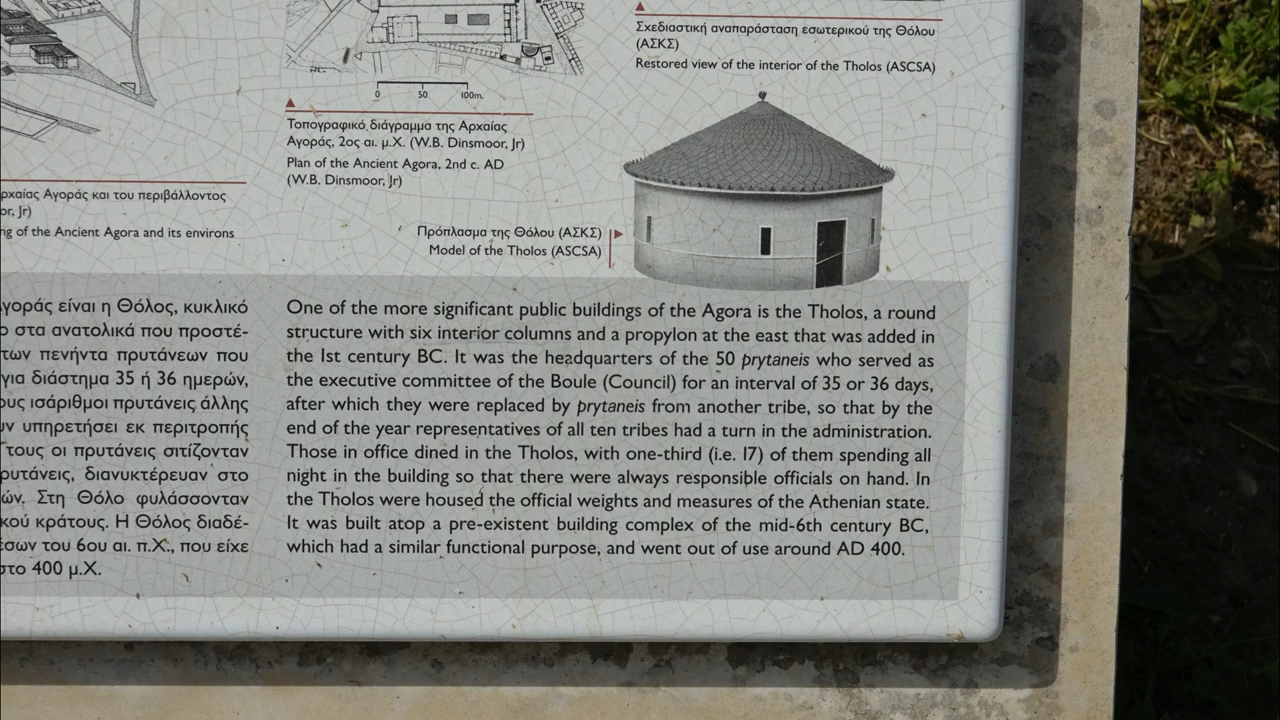 Σχεδιαστική αναπαράσταση εσωτερικού της Θόλου
(ΑΣΚΣ)
Restored view of the interior of the Tholos (ASCSA)
0 50 100m.
Τοπογραφικό διάγραμμα της Αρχαίας
Αγοράς, 2ος αι. μ.Χ. (W.B. Dinsmoor, Jr)
Plan of the Ancient Agora, 2nd c. AD
(W.B. Dinsmoor, Jr)
ρχαίας Αγοράς και του περιβάλλοντος
or, Jr)
ng of the Ancient Agora and its environs
Πρόπλασμα της Θόλου (ΑΣΚΣ)
Model of the Tholos (ASCSA)
γοράς είναι η Θόλος, κυκλικό
ο στα ανατολικά που προστέ-
των πενήντα πρυτάνεων που
για διάστημα 35 ή 36 ημερών,
ους ισάριθμοι πρυτάνεις άλλης
υν υπηρετήσει εκ περιτροπής
τους οι πρυτάνεις σιτίζονταν
ρυτάνεις, διανυκτέρευαν στο
ών. Στη Θόλο φυλάσσονταν
κού κράτους. Η Θόλος διαδέ-
έσων του 6ου αι. π.Χ., που είχε
στο 400 μ.Χ.
One of the more significant public buildings of the Agora is the Tholos, a round
structure with six interior columns and a propylon at the east that was added in
the 1st century BC. It was the headquarters of the 50 prytaneis who served as
the executive committee of the Boule (Council) for an interval of 35 or 36 days,
after which they were replaced by prytaneis from another tribe, so that by the
end of the year representatives of all ten tribes had a turn in the administration.
Those in office dined in the Tholos, with one-third (i.e. 17) of them spending all
night in the building so that there were always responsible officials on hand. In
the Tholos were housed the official weights and measures of the Athenian state.
It was built atop a pre-existent building complex of the mid-6th century BC,
which had a similar functional purpose, and went out of use around AD 400.